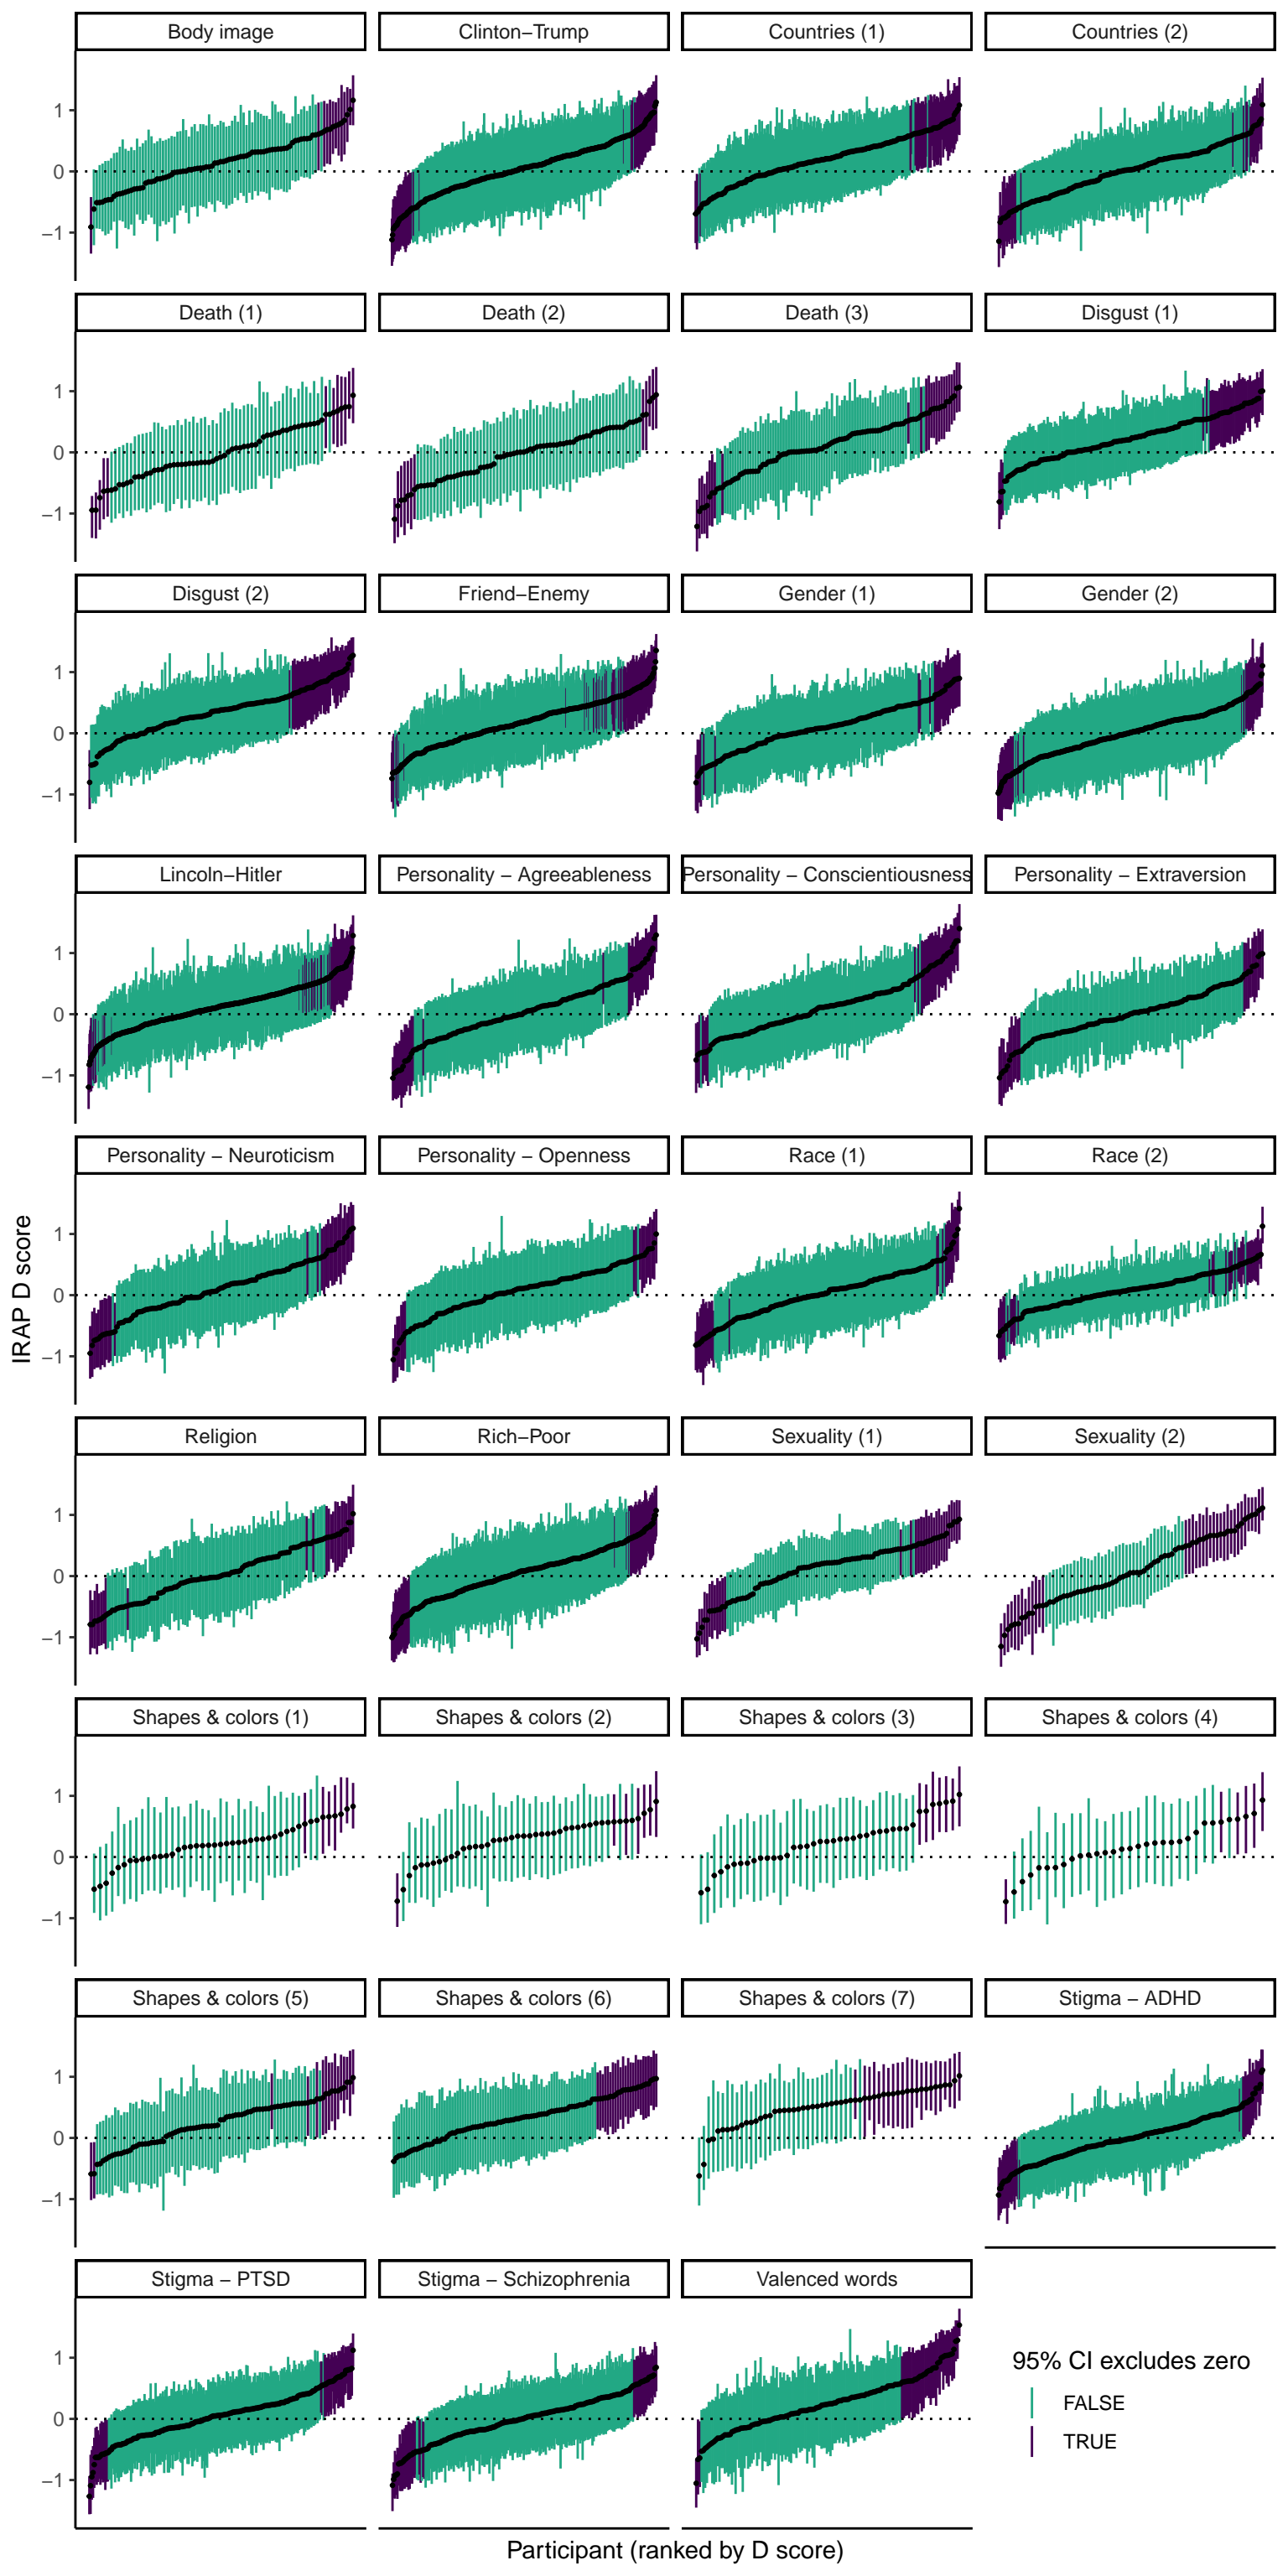 Body image
Clinton−Trump
Countries (1)
Countries (2)
1
0
−1
Death (1)
Death (2)
Death (3)
Disgust (1)
1
0
−1
Disgust (2)
Friend−Enemy
Gender (1)
Gender (2)
1
0
−1
Lincoln−Hitler
Personality − Agreeableness
Personality − Conscientiousness
Personality − Extraversion
1
0
−1
Personality − Neuroticism
Personality − Openness
Race (1)
Race (2)
1
0
−1
IRAP D score
Religion
Rich−Poor
Sexuality (1)
Sexuality (2)
1
0
−1
Shapes & colors (1)
Shapes & colors (2)
Shapes & colors (3)
Shapes & colors (4)
1
0
−1
Shapes & colors (5)
Shapes & colors (6)
Shapes & colors (7)
Stigma − ADHD
1
0
−1
Stigma − PTSD
Stigma − Schizophrenia
Valenced words
1
0
−1
95% CI excludes zero
FALSE
TRUE
Participant (ranked by D score)